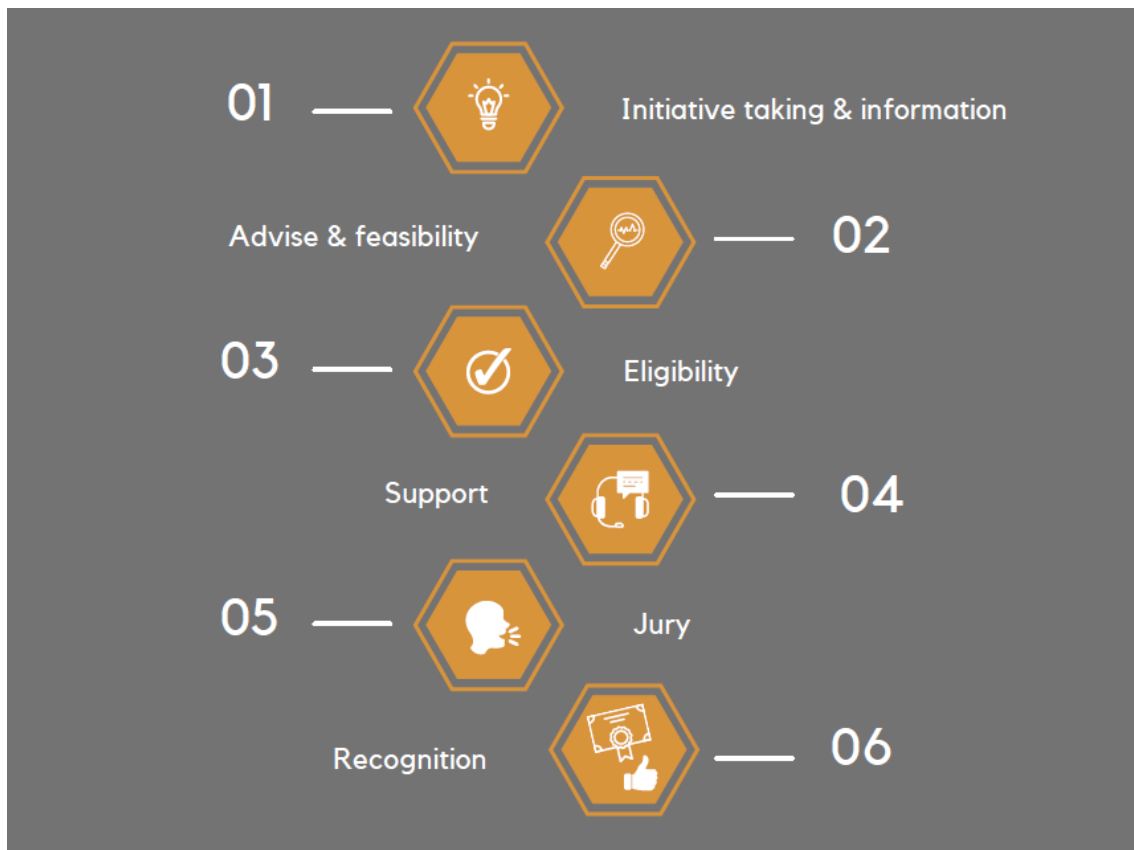 01
Initiative taking & information
Advise & feasibility
02
03
Eligibility
Support
04
05
Jury
Recognition
06